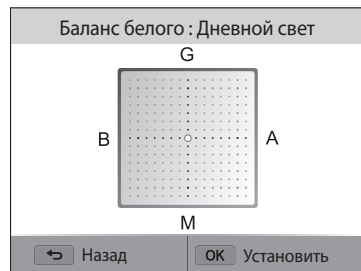 Баланс белого : Дневной свет
G
B A
M
Назад OK Установить